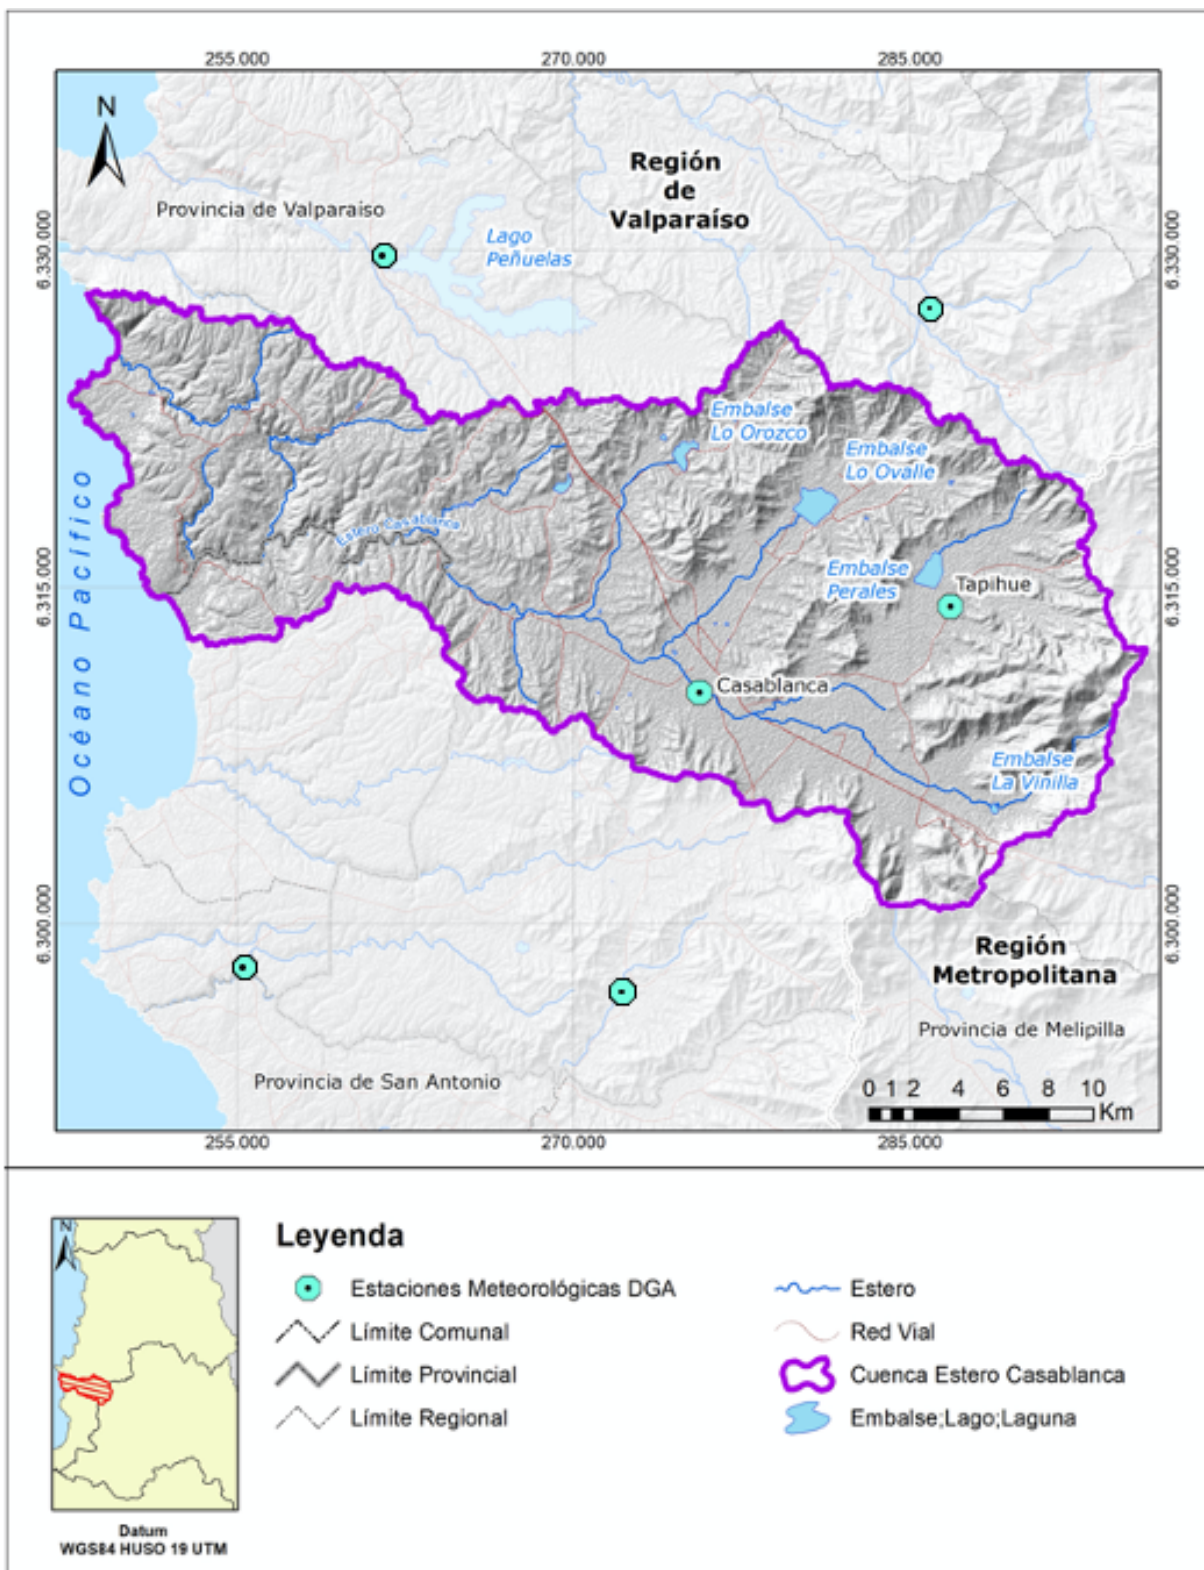 255.000
270.000
285.000
N
Región
de
Valparaíso
Provincia de Valparaiso
Lago
Peñuelas
6.330.000
6.330.000
Embalse
Lo Orozco
Embalse
Lo Ovalle
Estero Casablanca
Océano Pacífico
Embalse
Perales
Tapihue
6.315.000
6.315.000
Casablanca
Embalse
La Vinilla
6.300.000
6.300.000
Región
Metropolitana
Provincia de Melipilla
Provincia de San Antonio
0 1 2 4 6 8 10
Km
255.000
270.000
285.000
N
Leyenda
Estaciones Meteorológicas DGA
Límite Comunal
Límite Provincial
Límite Regional
Estero
Red Vial
Cuenca Estero Casablanca
Embalse;Lago;Laguna
Datum
WGS84 HUSO 19 UTM